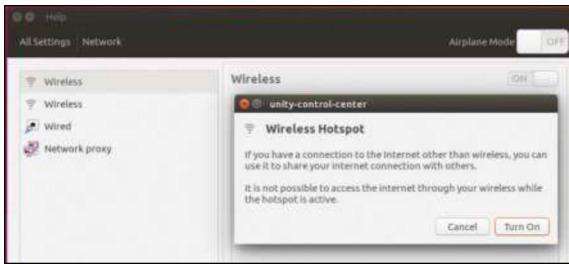 Help
All Settings Network Airplane Mode OFF
Wireless
Wireless
Wired
Network proxy
Wireless ON
unity-control-center
Wireless Hotspot
If you have a connection to the Internet other than wireless, you can
use it to share your internet connection with others.
It is not possible to access the internet through your wireless while
the hotspot is active.
Cancel Turn On